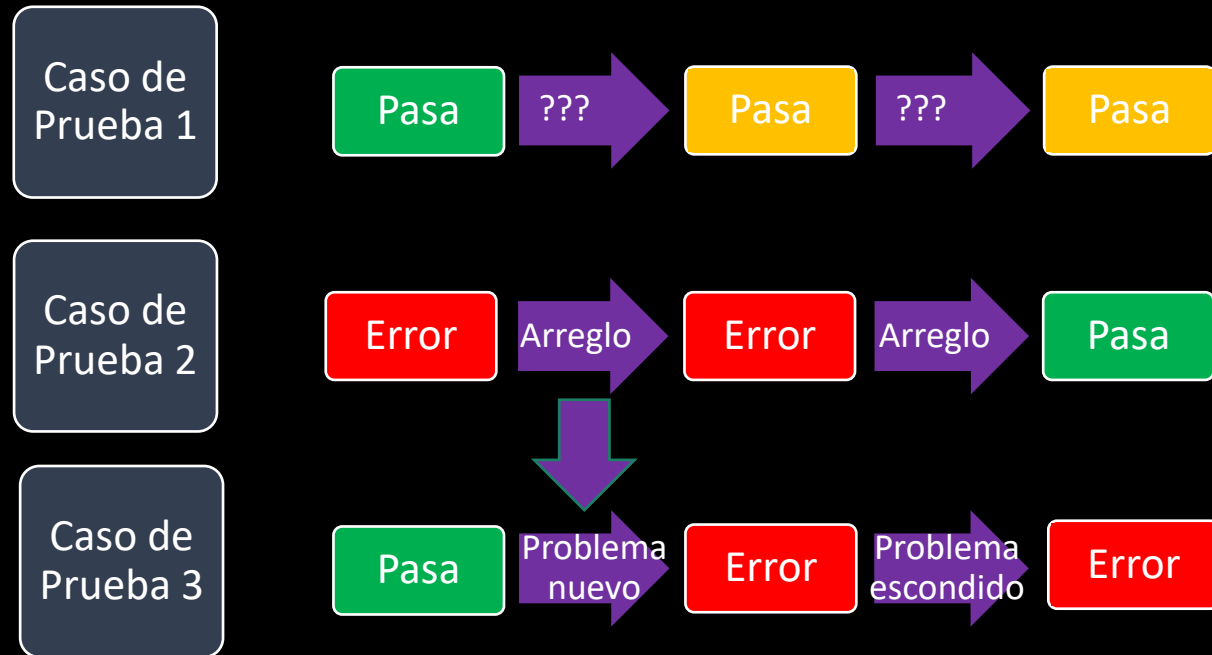 Caso de
Prueba 1
Pasa
???
Pasa
???
Pasa
Caso de
Prueba 2
Error
Arreglo
Error
Arreglo
Pasa
Caso de
Prueba 3
Pasa
Problema
nuevo
Error
Problema
escondido
Error